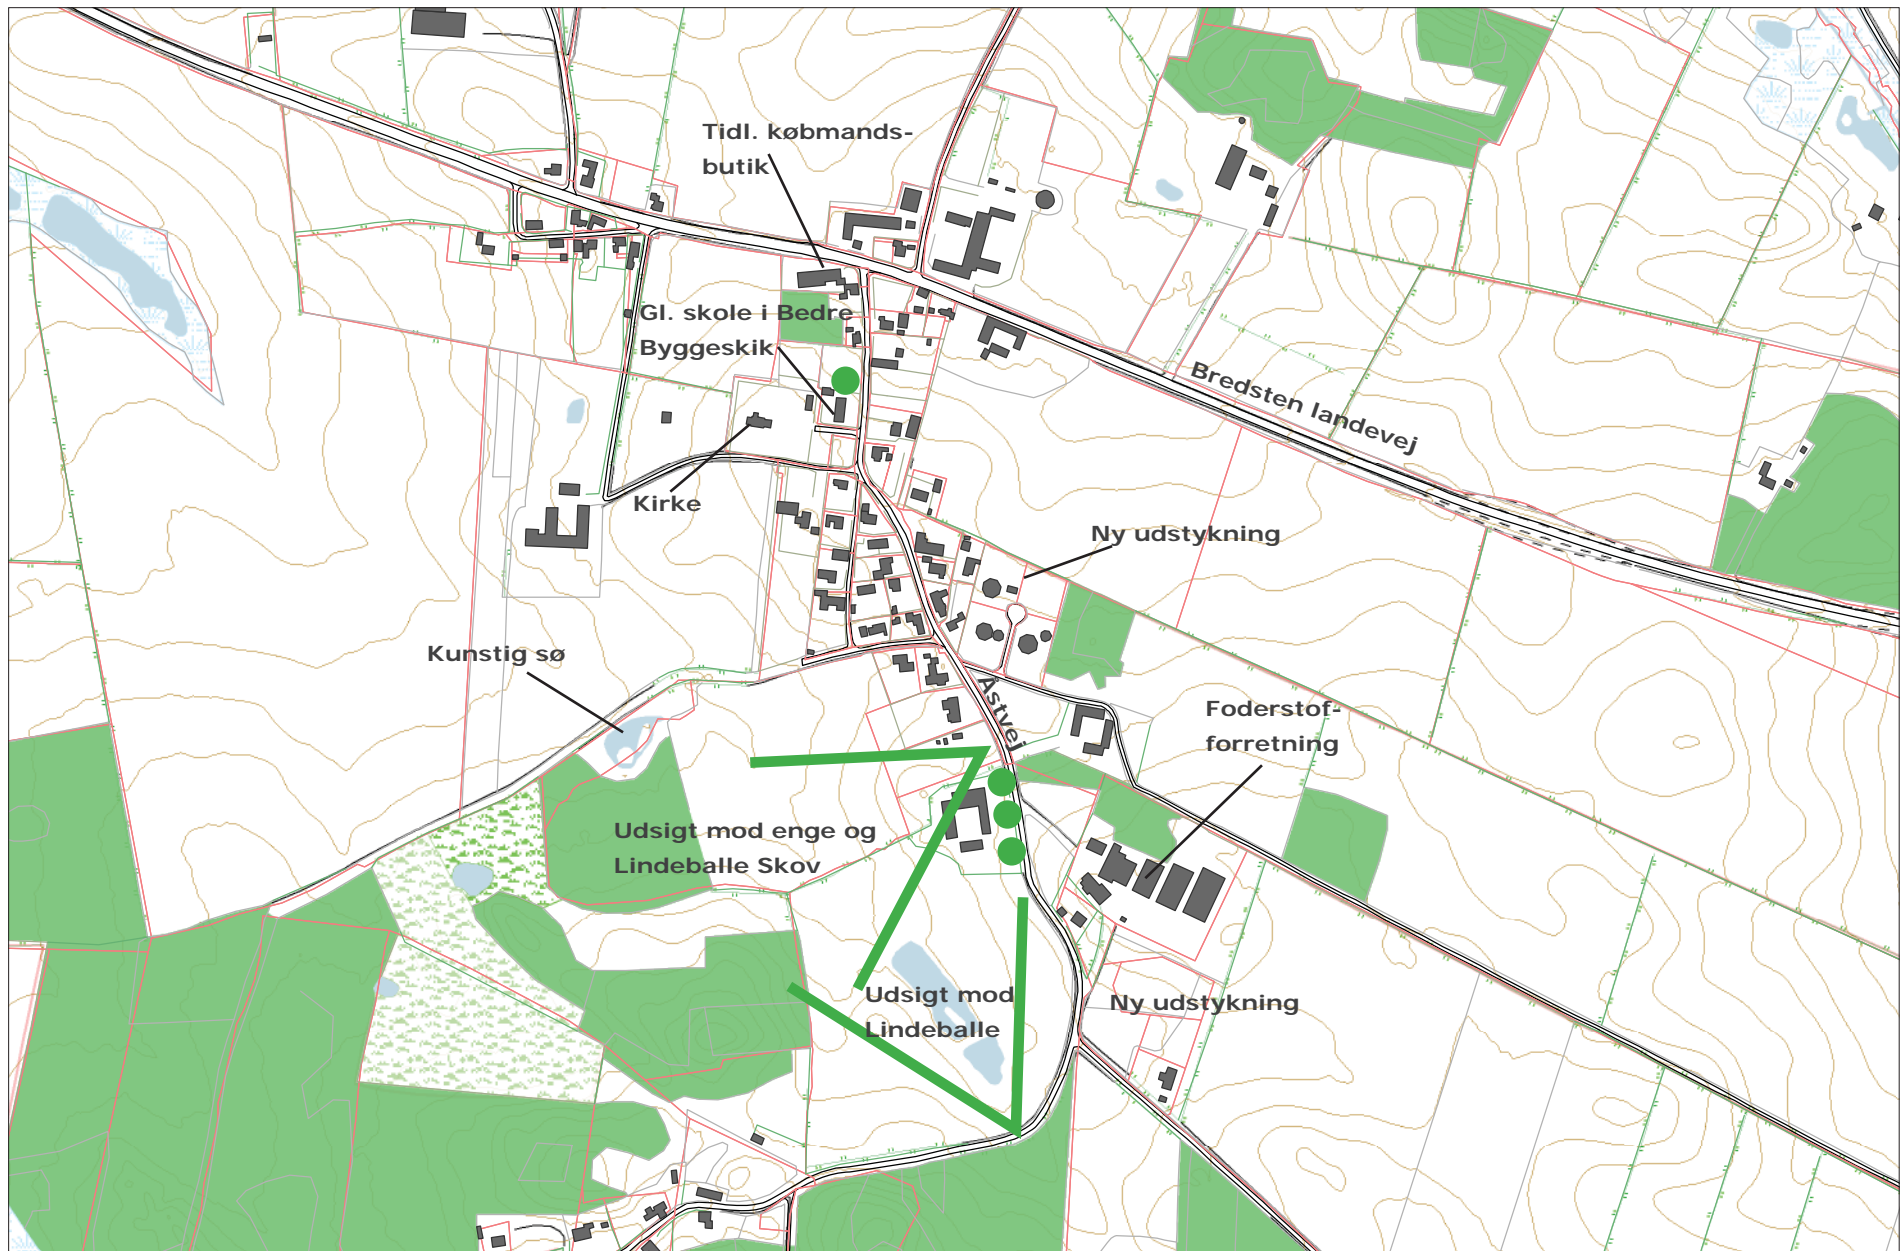 Tidl. købmands-
butik
Gl. skole i Bedre
Byggeskik
Bredsten landevej
Kirke
Ny udstykning
Kunstig sø
Åstvej
Foderstof-
forretning
Udsigt mod enge og
Lindeballe Skov
Udsigt mod
Lindeballe
Ny udstykning